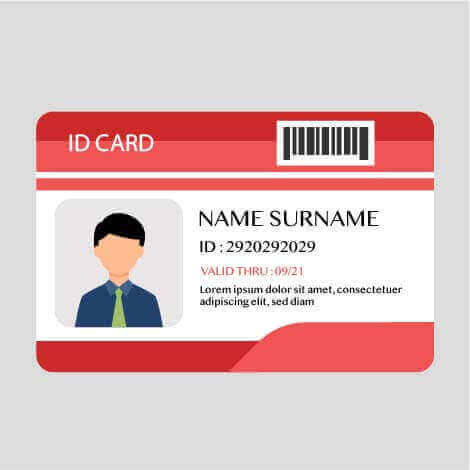 ID CARD
NAME SURNAME
ID : 2920292029
VALID THRU : 09/21
Lorem ipsum dolor sit amet, consectetuer
adipiscing elit, sed diam